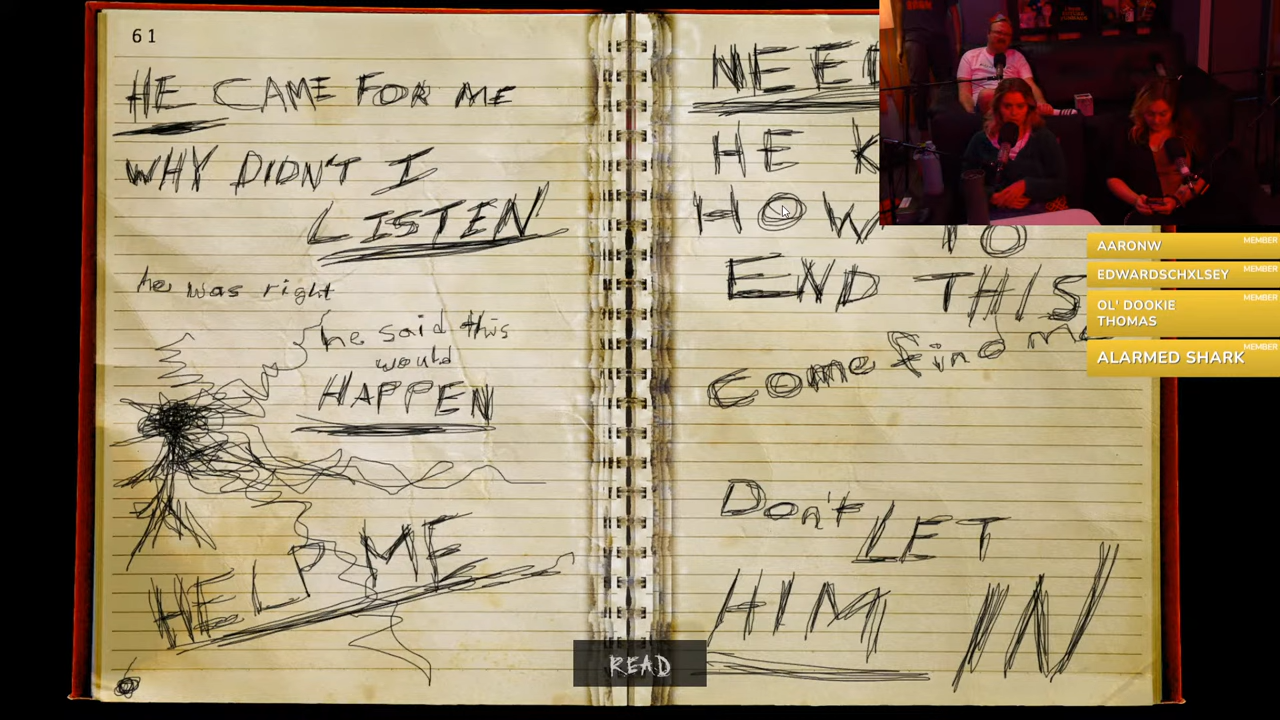 61
HE CAME FOR ME
WHY DIDN'T I
LISTEN
he was right
he said this
would
HAPPEN
HELP ME
HE
HOW TO
END THIS
come find me
Don't LET
HIM IN
READ
AARONW
MEMBER
EDWARDSCHXLSEY
MEMBER
OL' DOOKIE
THOMAS
MEMBER
ALARMED SHARK
MEMBER